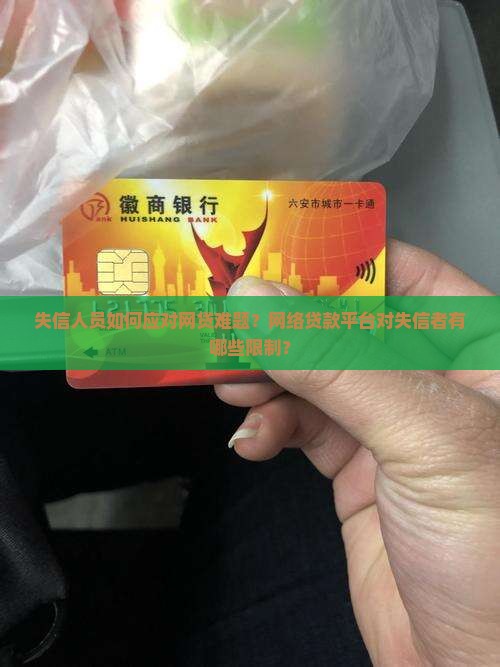 徽商银行
Bank
HUISHANG BANK
六安市城市一卡通
失信人员如何应对网贷难题？网络贷款平台对失信者有
哪些限制？
ATM